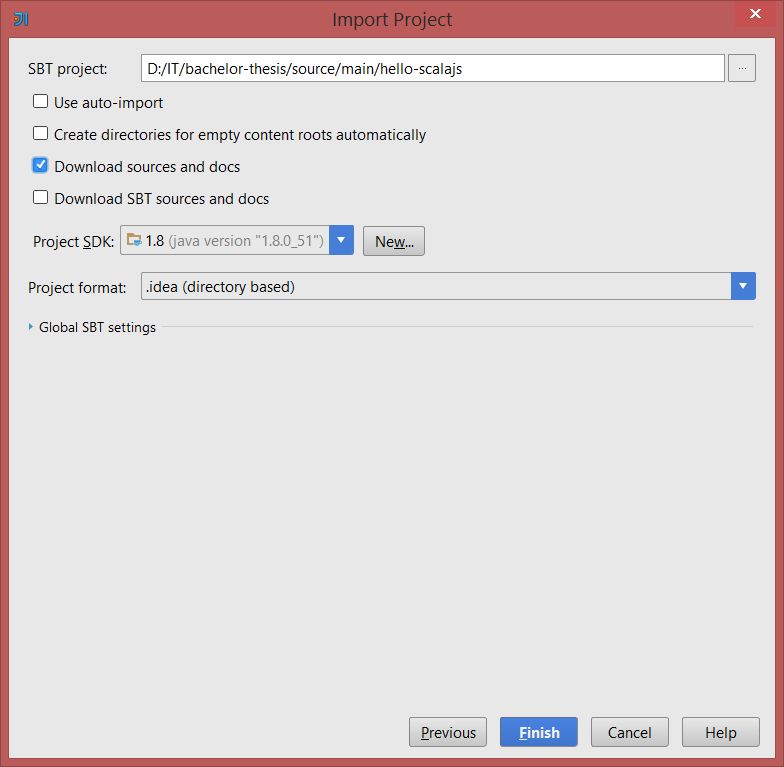 Import Project
SBT project: D:/IT/bachelor-thesis/source/main/hello-scalajs ...
Use auto-import
Create directories for empty content roots automatically
Download sources and docs
Download SBT sources and docs
Project SDK: 1.8 (java version "1.8.0_51") New...
Project format: .idea (directory based)
Global SBT settings
Previous Finish Cancel Help